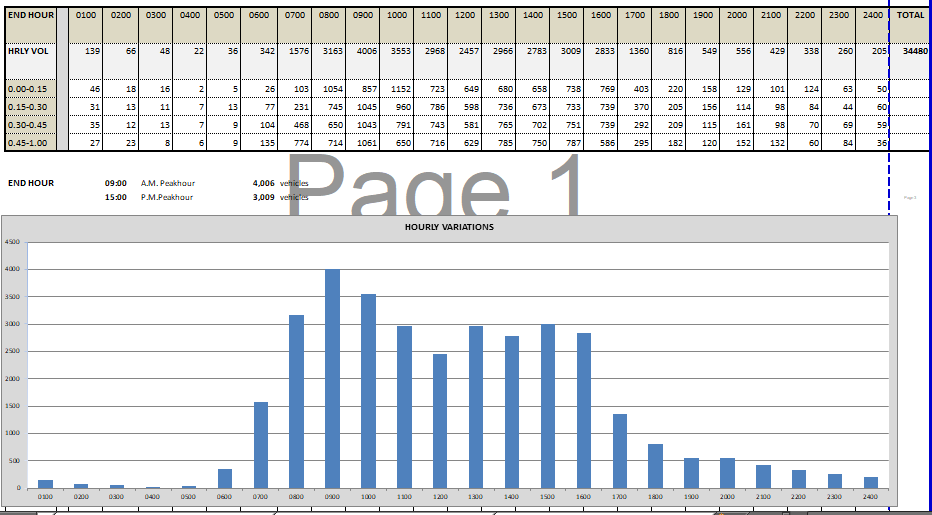 END HOUR 0100 0200 0300 0400 0500 0600 0700 0800 0900 1000 1100 1200 1300 1400 1500 1600 1700 1800 1900 2000 2100 2200 2300 2400 TOTAL
HRLY VOL 139 66 48 22 36 342 1576 3163 4006 3553 2968 2457 2966 2783 3009 2833 1360 816 549 556 429 338 260 205 34480
0.00-0.15 46 18 16 2 5 26 103 1054 857 1152 723 649 680 658 738 769 403 220 158 129 101 124 63 50
0.15-0.30 31 13 11 7 13 77 231 745 1045 960 786 598 736 673 733 739 370 205 156 114 98 84 44 60
0.30-0.45 35 12 13 7 9 104 468 650 1043 791 743 581 765 702 751 739 292 209 115 161 98 70 69 59
0.45-1.00 27 23 8 6 9 135 774 714 1061 650 716 629 785 750 787 586 295 182 120 152 132 60 84 36
Page 1
END HOUR 09:00 A.M. Peakhour 4,006 vehicles
15:00 P.M.Peakhour 3,009 vehicles
HOURLY VARIATIONS
4500
4000
3500
3000
2500
2000
1500
1000
500
0
0100 0200 0300 0400 0500 0600 0700 0800 0900 1000 1100 1200 1300 1400 1500 1600 1700 1800 1900 2000 2100 2200 2300 2400